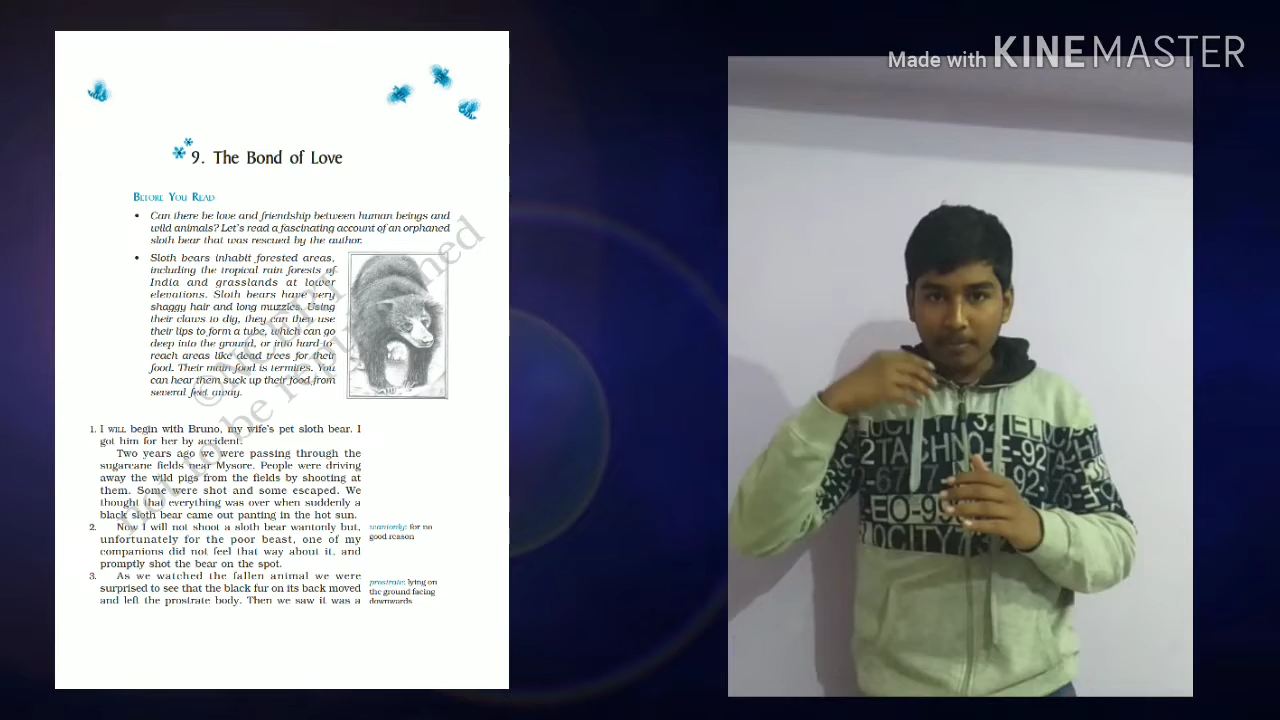 Made with KINEMASTER
9. The Bond of Love
BEFORE YOU READ
• Can there be love and friendship between human beings and
wild animals? Let's read a fascinating account of an orphaned
sloth bear that was rescued by the author.
• Sloth bears inhabit forested areas,
including the tropical rain forests of
India and grasslands at lower
elevations. Sloth bears have very
shaggy hair and long muzzles. Using
their claws to dig, they can then use
their lips to form a tube, which can go
deep into the ground, or into hard-to-
reach areas like dead trees for their
food. Their main food is termites. You
can hear them suck up their food from
several feet away.
© NCERT
not to be republished
1. I WILL begin with Bruno, my wife's pet sloth bear. I
got him for her by accident.
Two years ago we were passing through the
sugarcane fields near Mysore. People were driving
away the wild pigs from the fields by shooting at
them. Some were shot and some escaped. We
thought that everything was over when suddenly a
black sloth bear came out panting in the hot sun.
2. Now I will not shoot a sloth bear wantonly but,
unfortunately for the poor beast, one of my
companions did not feel that way about it, and
promptly shot the bear on the spot.
wantonly: for no
good reason
3. As we watched the fallen animal we were
surprised to see that the black fur on its back moved
and left the prostrate body. Then we saw it was a
prostrate: lying on
the ground facing
downwards